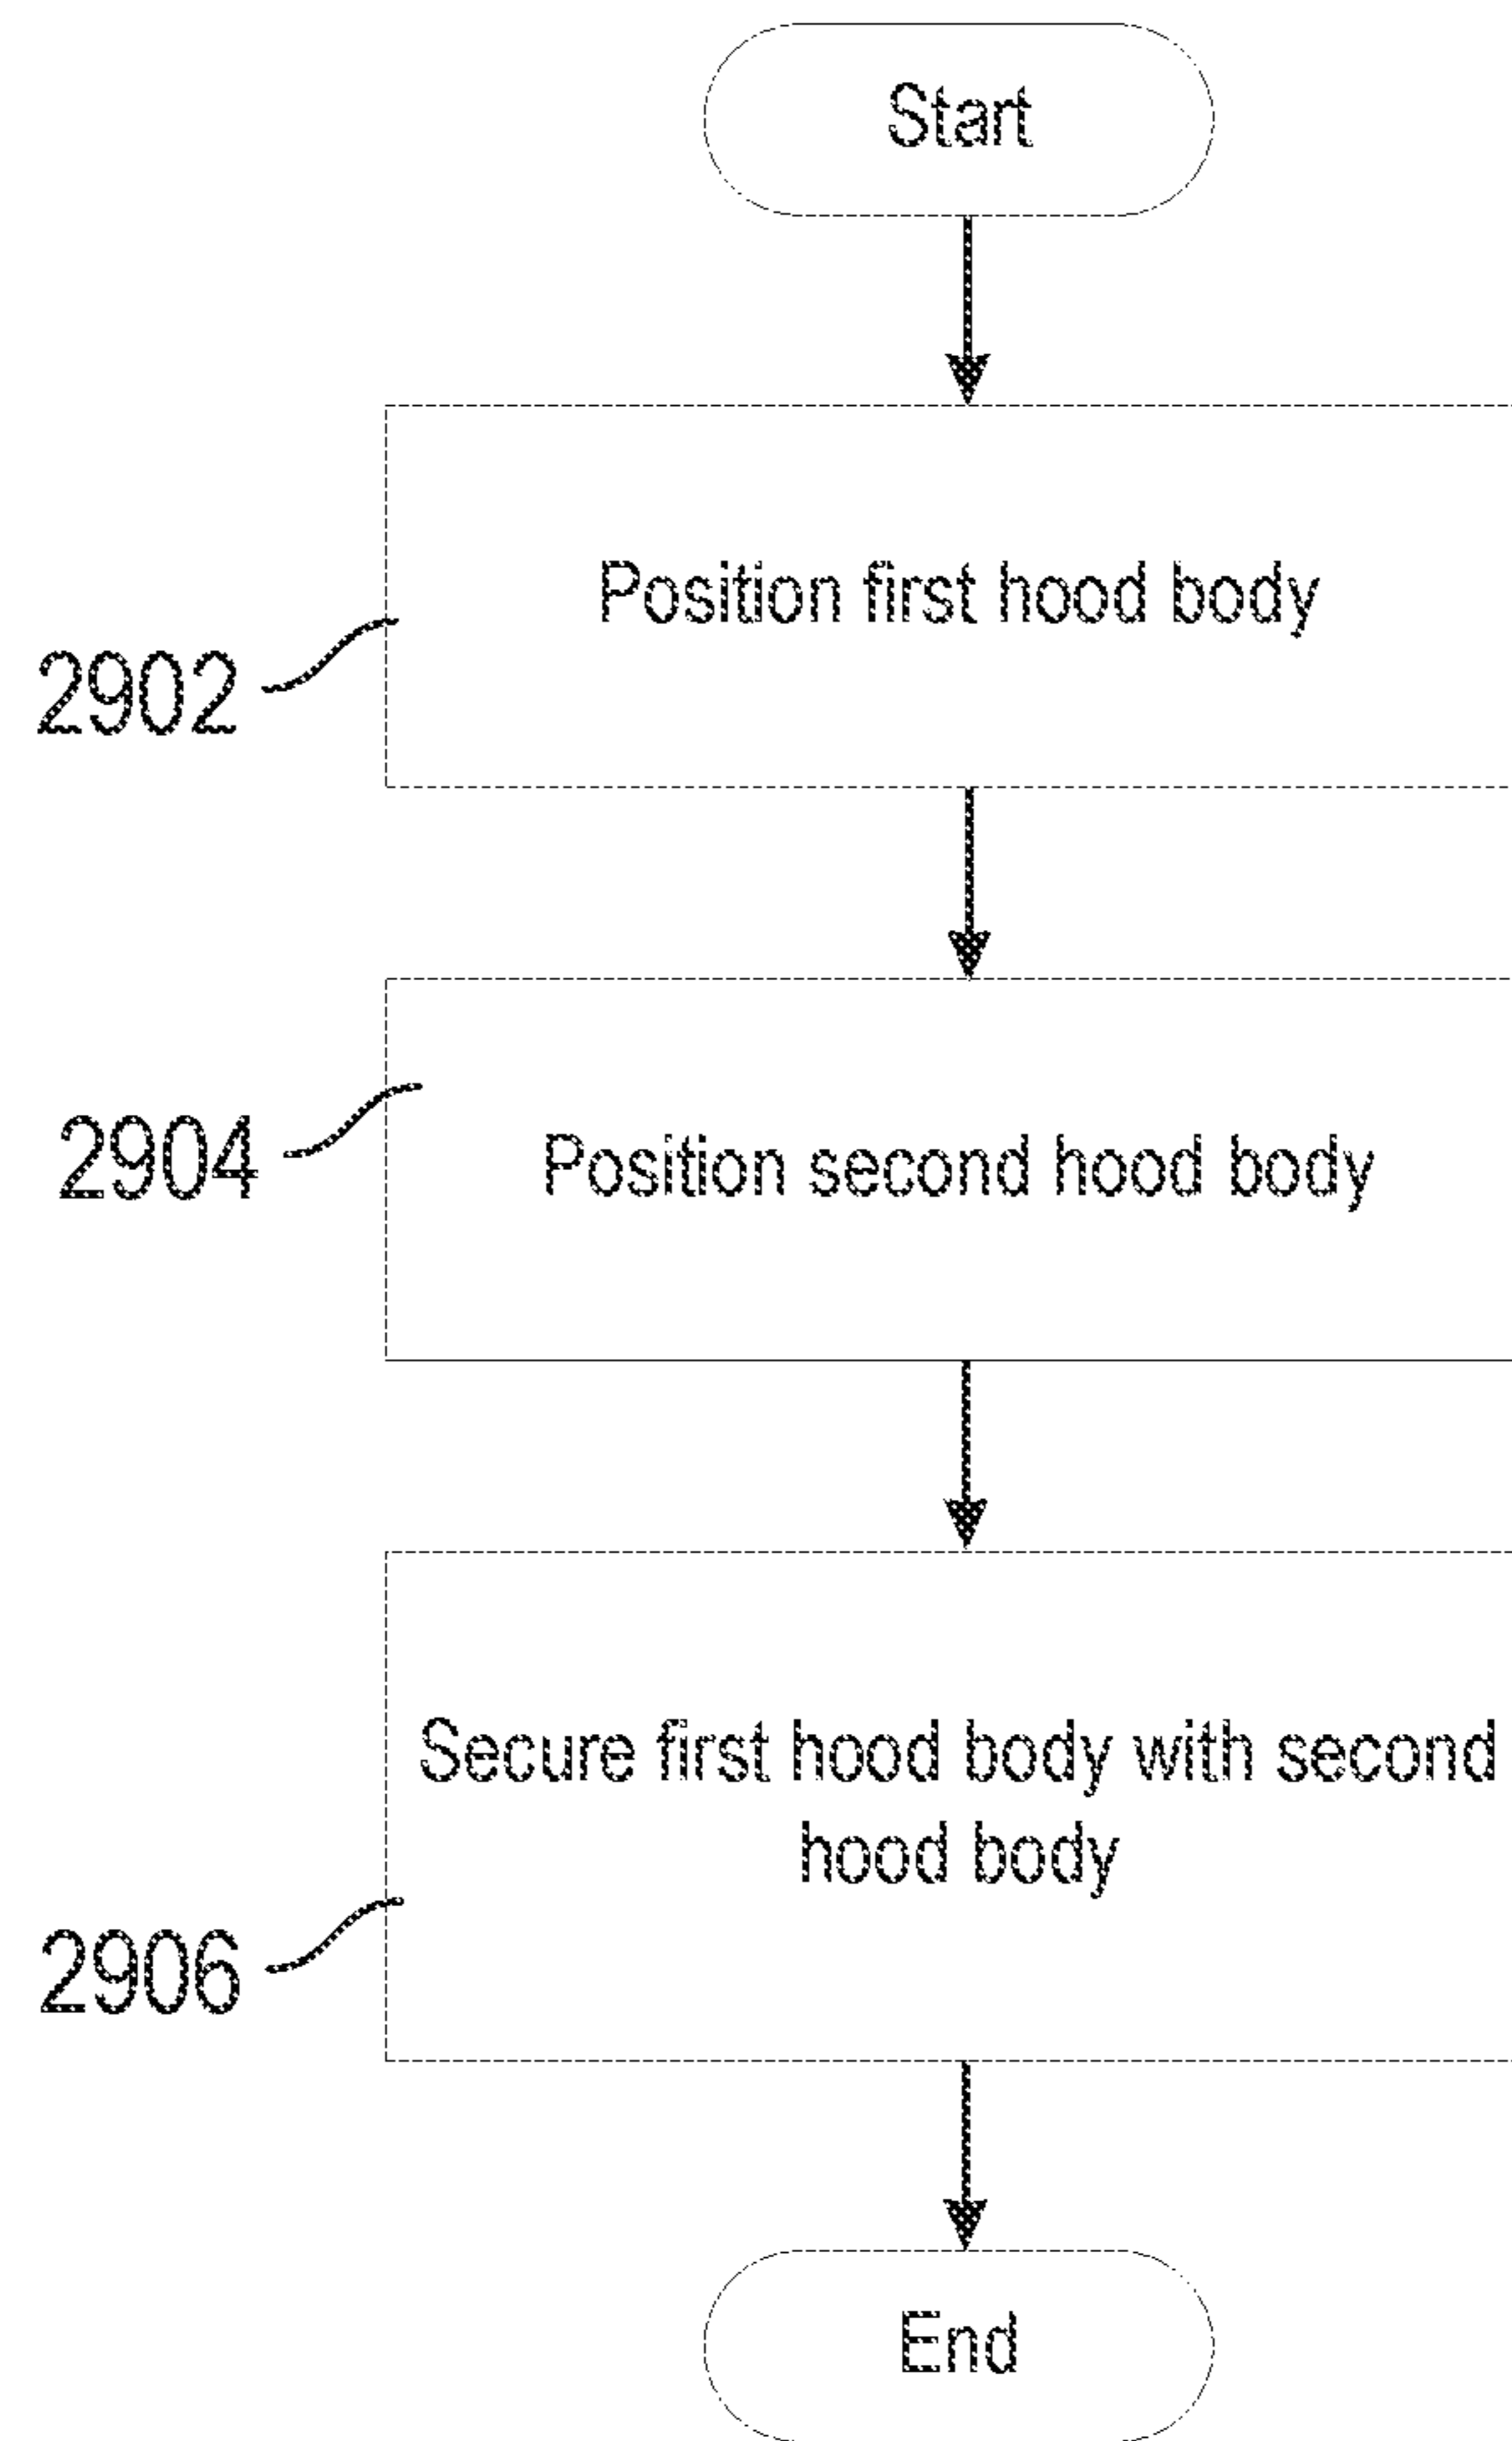 Start
Position first hood body
2902
2904
Position second hood body
Secure first hood body with second
hood body
2906
End